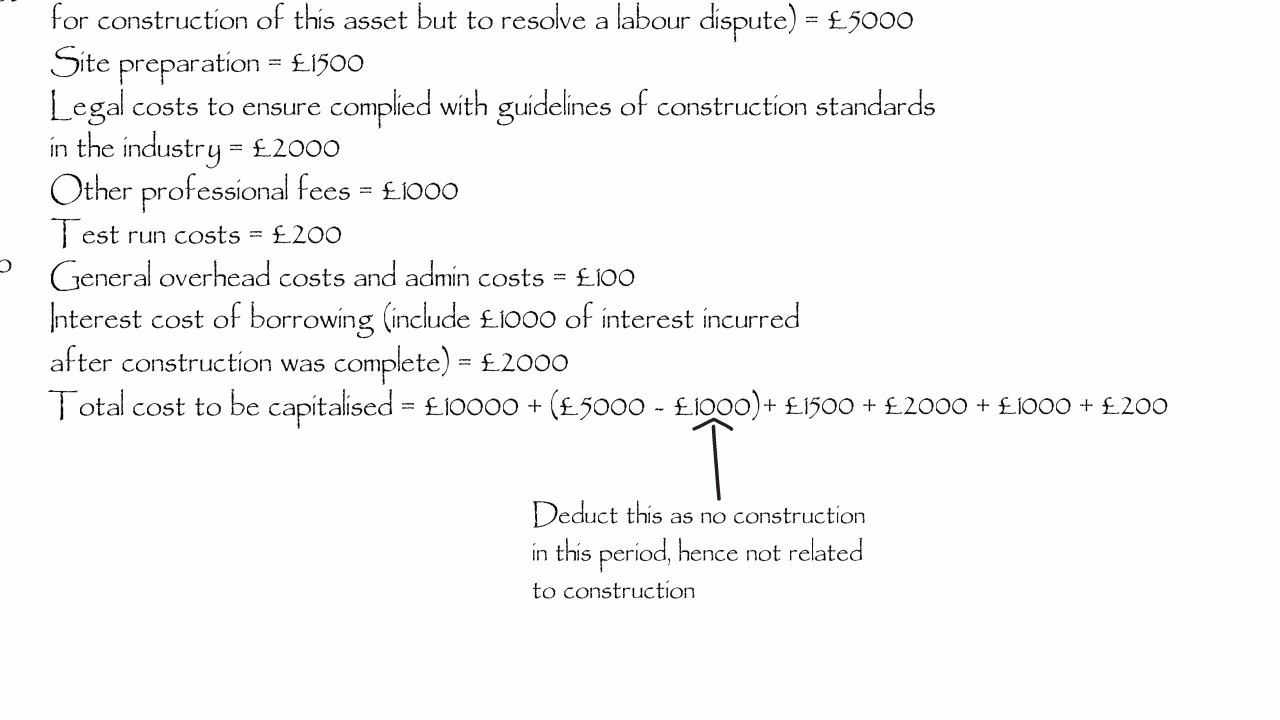 for construction of this asset but to resolve a labour dispute) = £5000
Site preparation = £1500
Legal costs to ensure complied with guidelines of construction standards
in the industry = £2000
Other professional fees = £1000
Test run costs = £200
General overhead costs and admin costs = £100
Interest cost of borrowing (include £1000 of interest incurred
after construction was complete) = £2000
Total cost to be capitalised = £10000 + (£5000 - £1000)+ £1500 + £2000 + £1000 + £200
Deduct this as no construction
in this period, hence not related
to construction